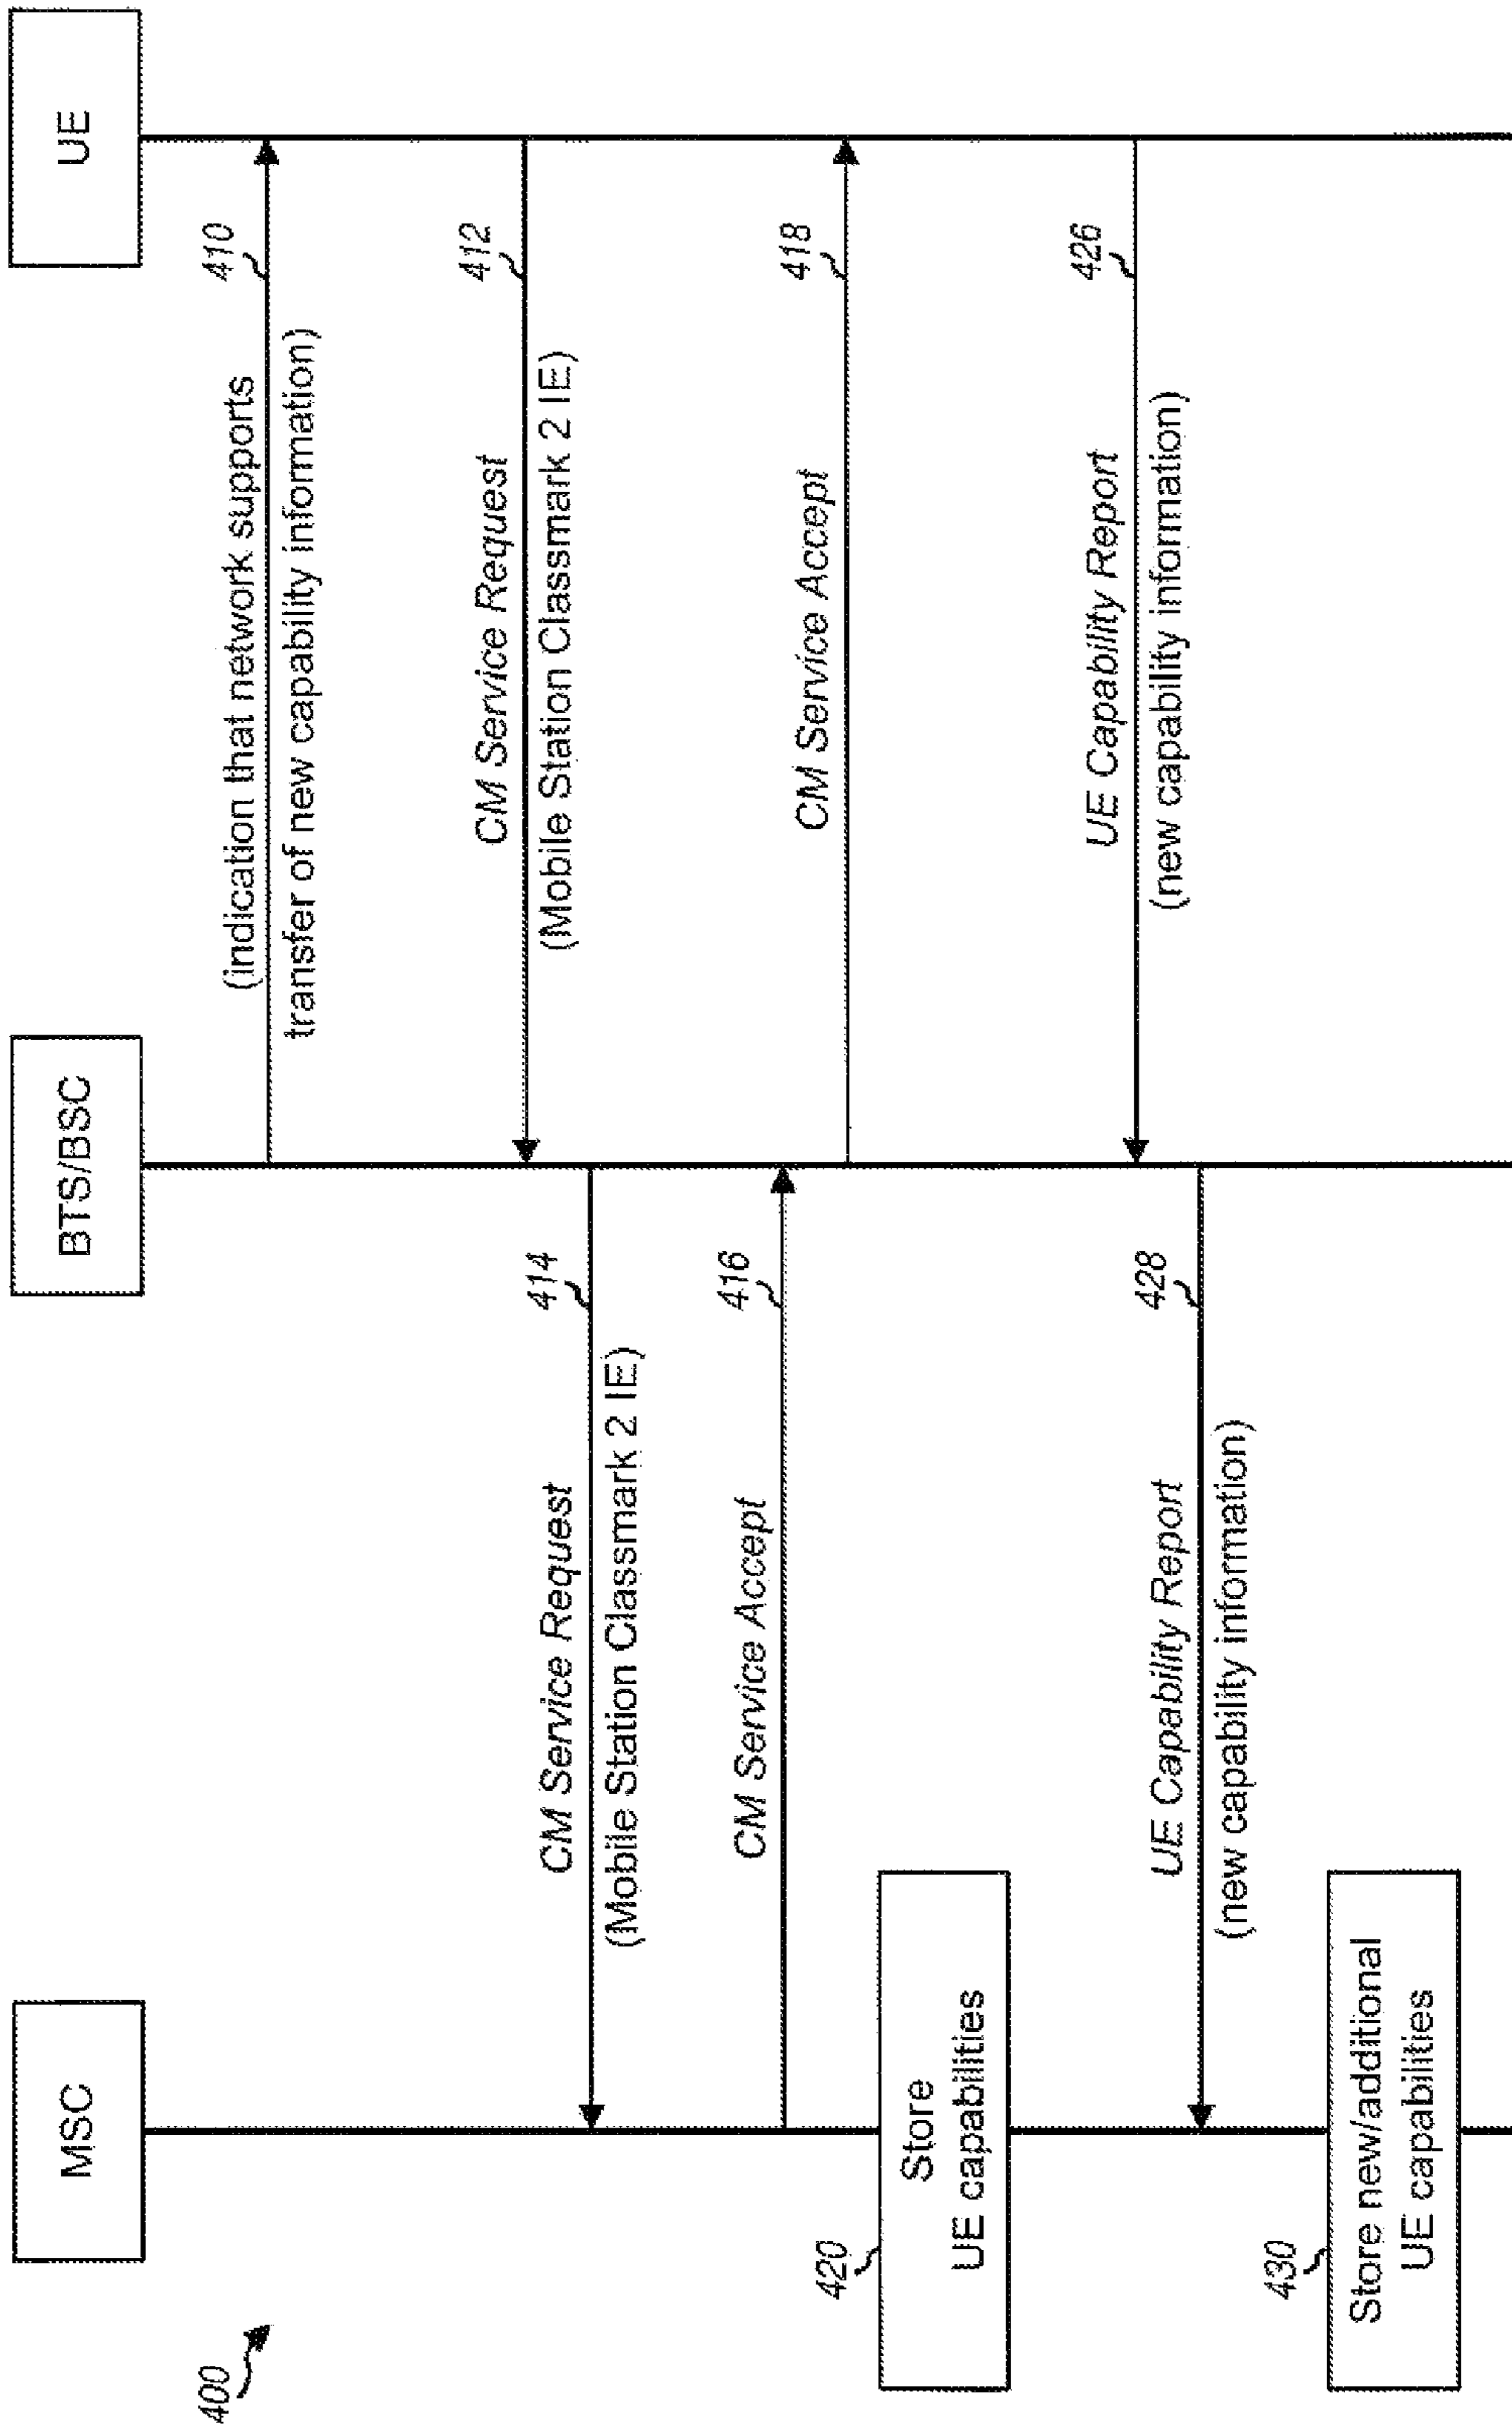 400
MSC
BTS/BSC
UE
410
(indication that network supports
transfer of new capability information)
412
CM Service Request
(Mobile Station Classmark 2 IE)
414
CM Service Request
(Mobile Station Classmark 2 IE)
416
CM Service Accept
418
CM Service Accept
420
Store
UE capabilities
426
UE Capability Report
(new capability information)
428
UE Capability Report
(new capability information)
430
Store new/additional
UE capabilities